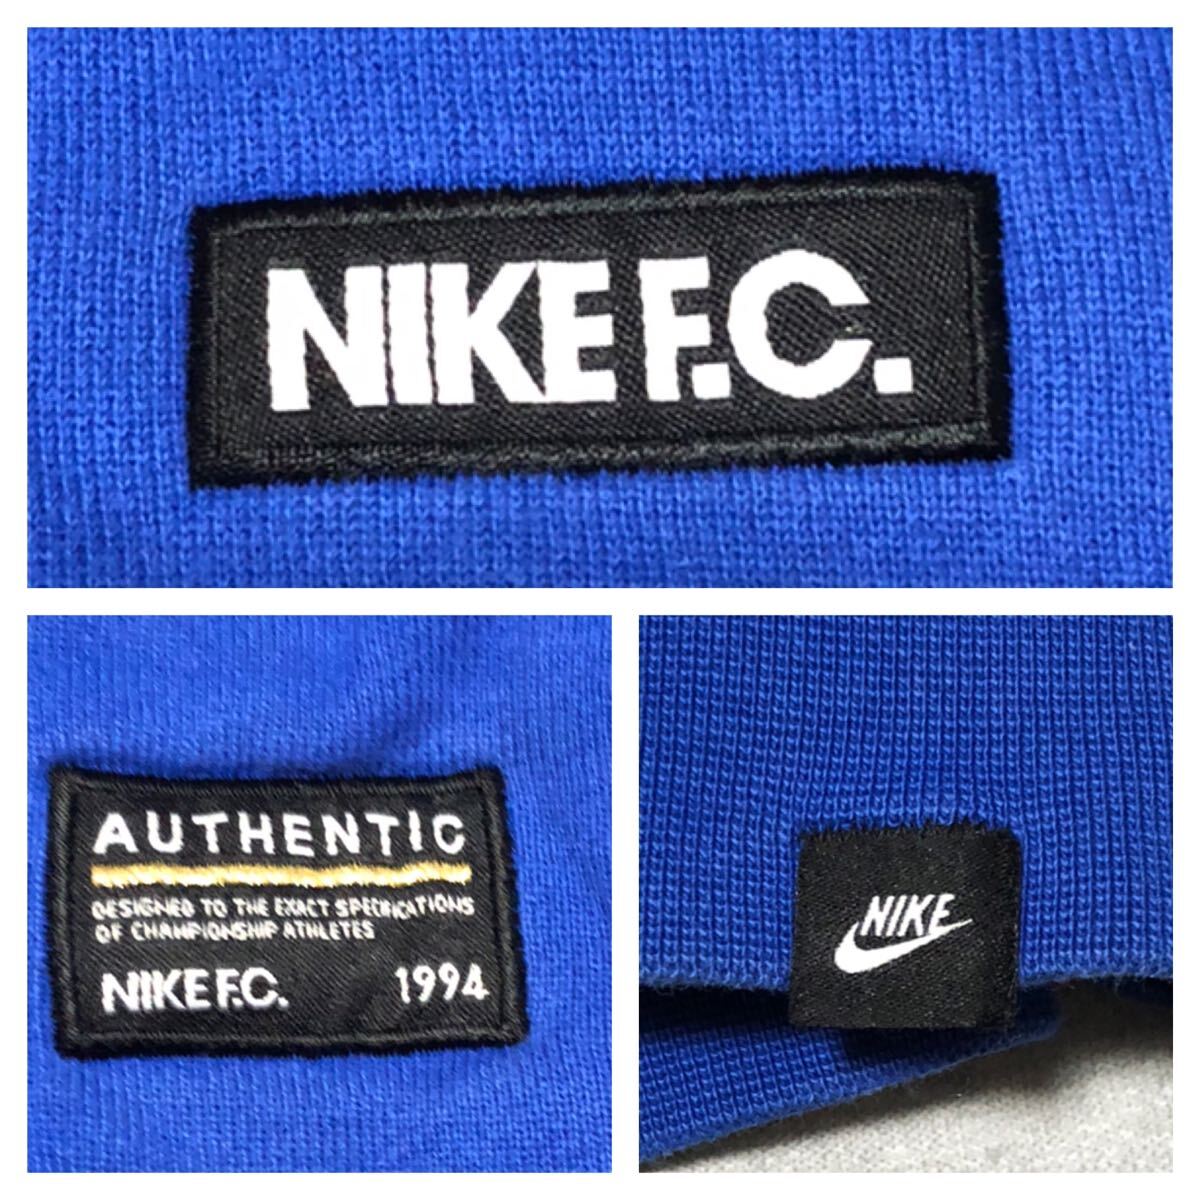 NIKE F.C.
AUTHENTIC
DESIGNED TO THE EXACT SPECIFICATIONS
OF CHAMPIONSHIP ATHLETES
NIKE F.C. 1994
NIKE